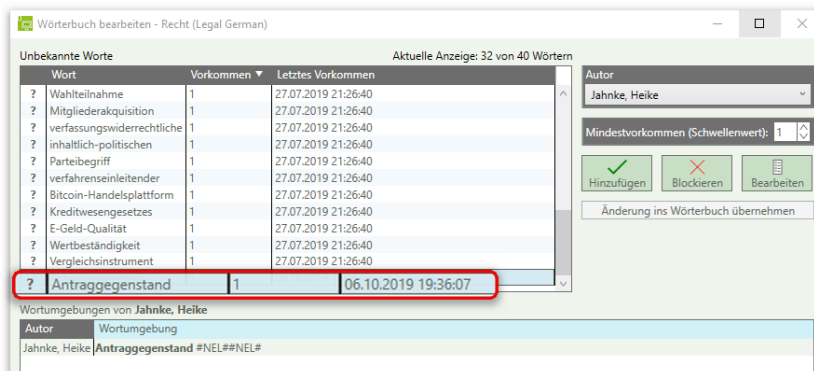 Wörterbuch bearbeiten - Recht (Legal German)
Unbekannte Worte Aktuelle Anzeige: 32 von 40 Wörtern
Wort Vorkommen ▼ Letztes Vorkommen
? Wahlteilnahme 1 27.07.2019 21:26:40
? Mitgliederakquisition 1 27.07.2019 21:26:40
? verfassungswiderrechtliche 1 27.07.2019 21:26:40
? inhaltlich-politischen 1 27.07.2019 21:26:40
? Parteibegriff 1 27.07.2019 21:26:40
? verfahrenseinleitender 1 27.07.2019 21:26:40
? Bitcoin-Handelsplattform 1 27.07.2019 21:26:40
? Kreditwesengesetzes 1 27.07.2019 21:26:40
? E-Geld-Qualität 1 27.07.2019 21:26:40
? Wertbeständigkeit 1 27.07.2019 21:26:40
? Vergleichsinstrument 1 27.07.2019 21:26:40
? Antraggegenstand 1 06.10.2019 19:36:07
Autor
Jahnke, Heike
Mindestvorkommen (Schwellenwert): 1
Hinzufügen Blockieren Bearbeiten
Änderung ins Wörterbuch übernehmen
Wortumgebungen von Jahnke, Heike
Autor Wortumgebung
Jahnke, Heike Antraggegenstand #NEL##NEL#